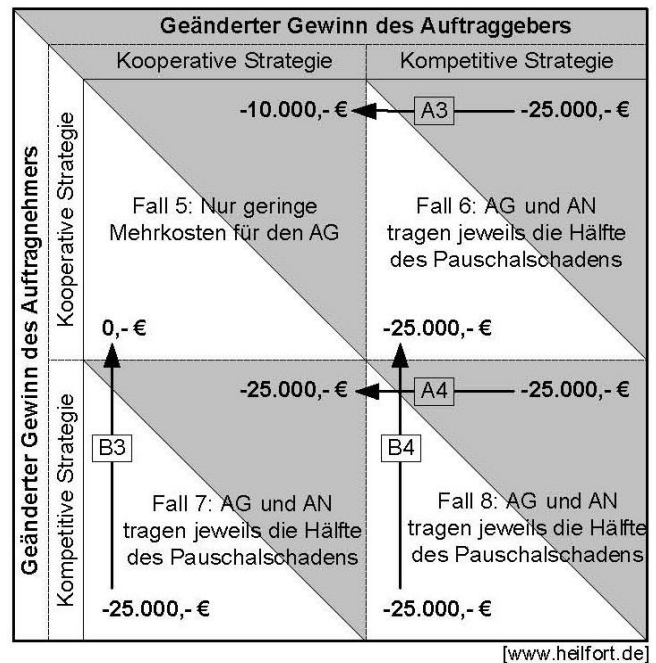 Geänderter Gewinn des Auftraggebers
Kooperative Strategie
Kompetitive Strategie
Geänderter Gewinn des Auftragnehmers
Kooperative Strategie
-10.000,- €
A3
-25.000,- €
Fall 5: Nur geringe
Mehrkosten für den AG
Fall 6: AG und AN
tragen jeweils die Hälfte
des Pauschalschadens
0,- €
-25.000,- €
Kompetitive Strategie
-25.000,- €
A4
-25.000,- €
B3
B4
Fall 7: AG und AN
tragen jeweils die Hälfte
des Pauschalschadens
Fall 8: AG und AN
tragen jeweils die Hälfte
des Pauschalschadens
-25.000,- €
-25.000,- €
[www.heilfort.de]